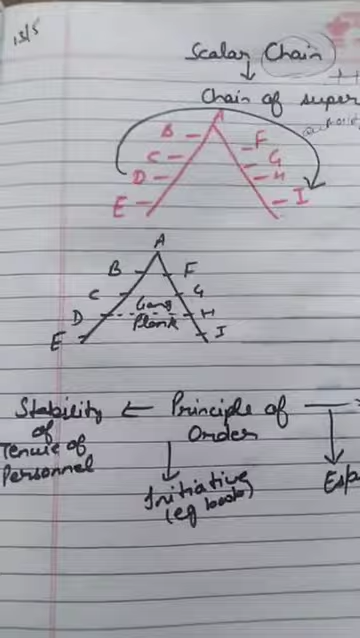 13/5
Scalar Chain
Chain of super
A
B F
C G
D H
E I
A
B F
C G
Gang
D Plank H
E I
Stability ← Principle of
of Order
Tenure of
Personnel
Initiative
(eg book)
Esp